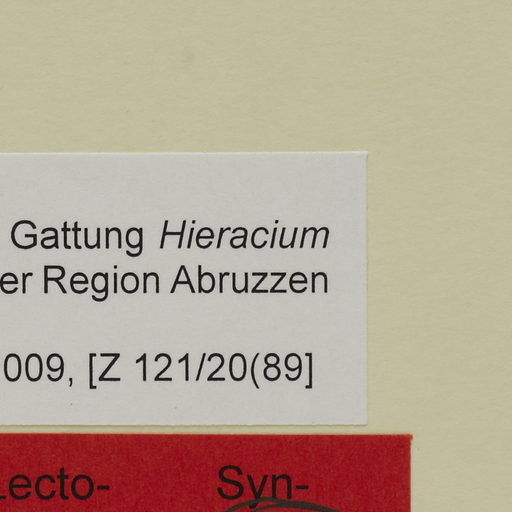 Gattung Hieracium
er Region Abruzzen
009, [Z 121/20(89]
Lecto- Syn-